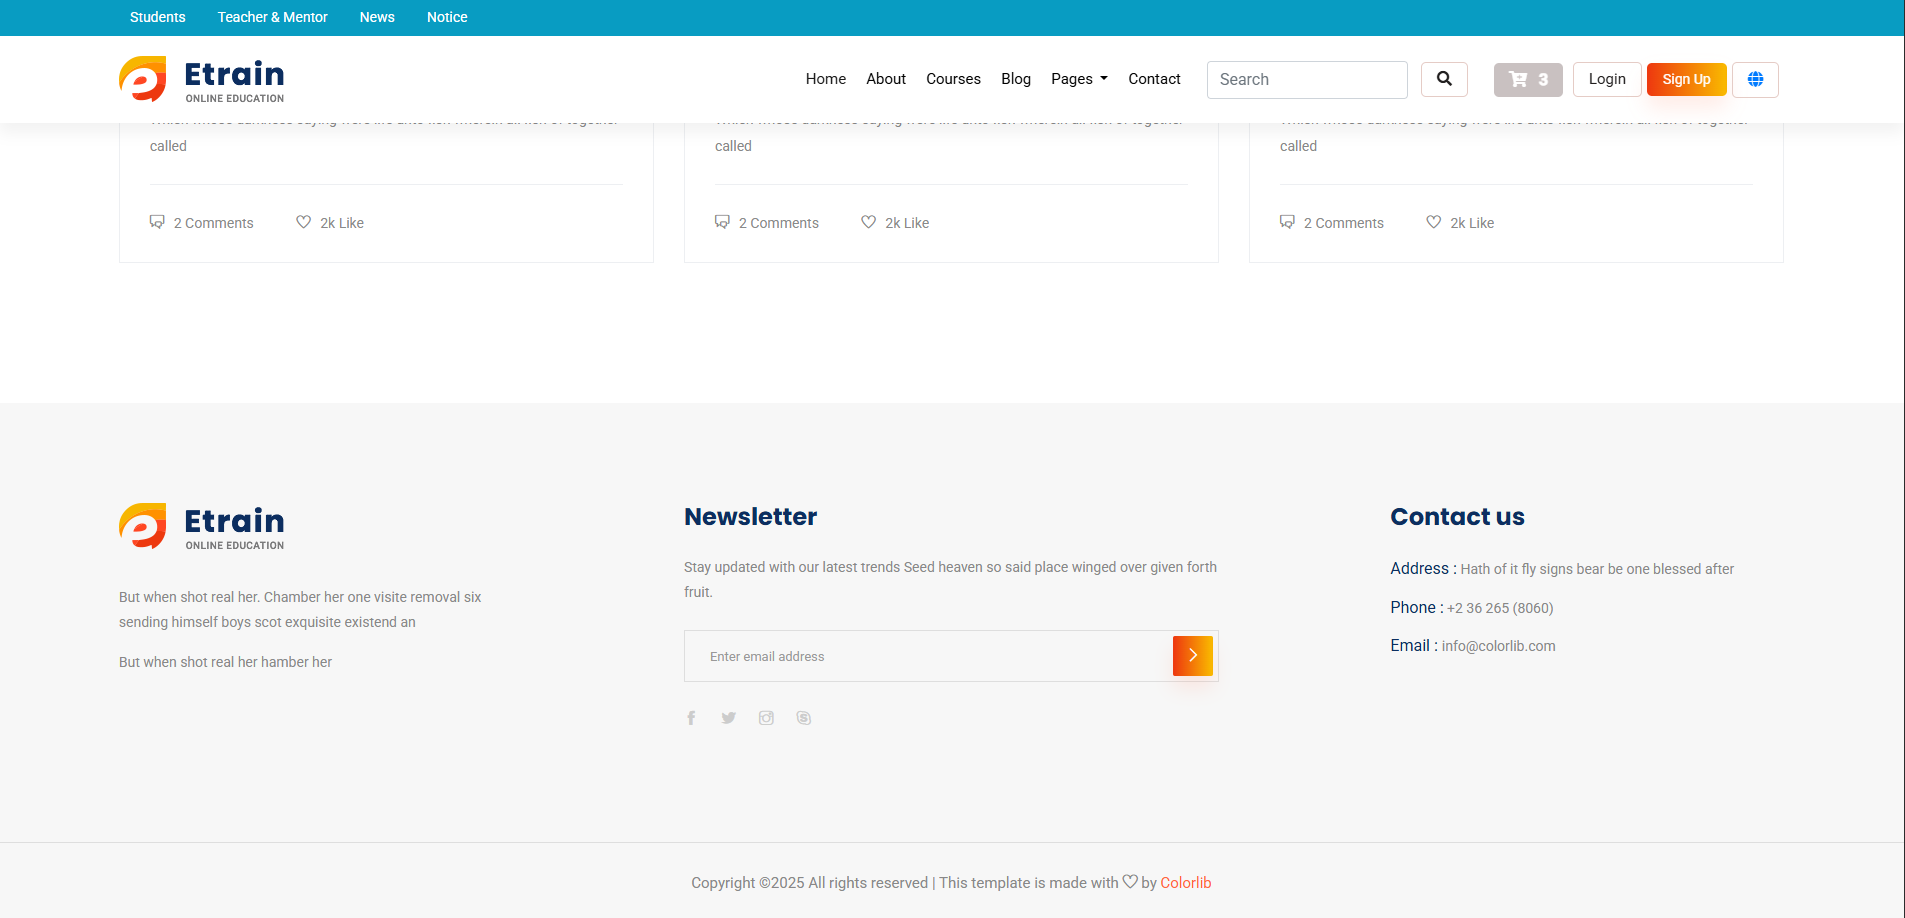 Students Teacher & Mentor News Notice
Etrain
ONLINE EDUCATION
Home About Courses Blog Pages Contact Search 3 Login Sign Up
called called called
2 Comments 2k Like 2 Comments 2k Like 2 Comments 2k Like
Etrain
ONLINE EDUCATION
But when shot real her. Chamber her one visite removal six
sending himself boys scot exquisite existend an
But when shot real her hamber her
Newsletter
Stay updated with our latest trends Seed heaven so said place winged over given forth
fruit.
Enter email address
Contact us
Address : Hath of it fly signs bear be one blessed after
Phone : +2 36 265 (8060)
Email : info@colorlib.com
Copyright ©2025 All rights reserved | This template is made with by Colorlib